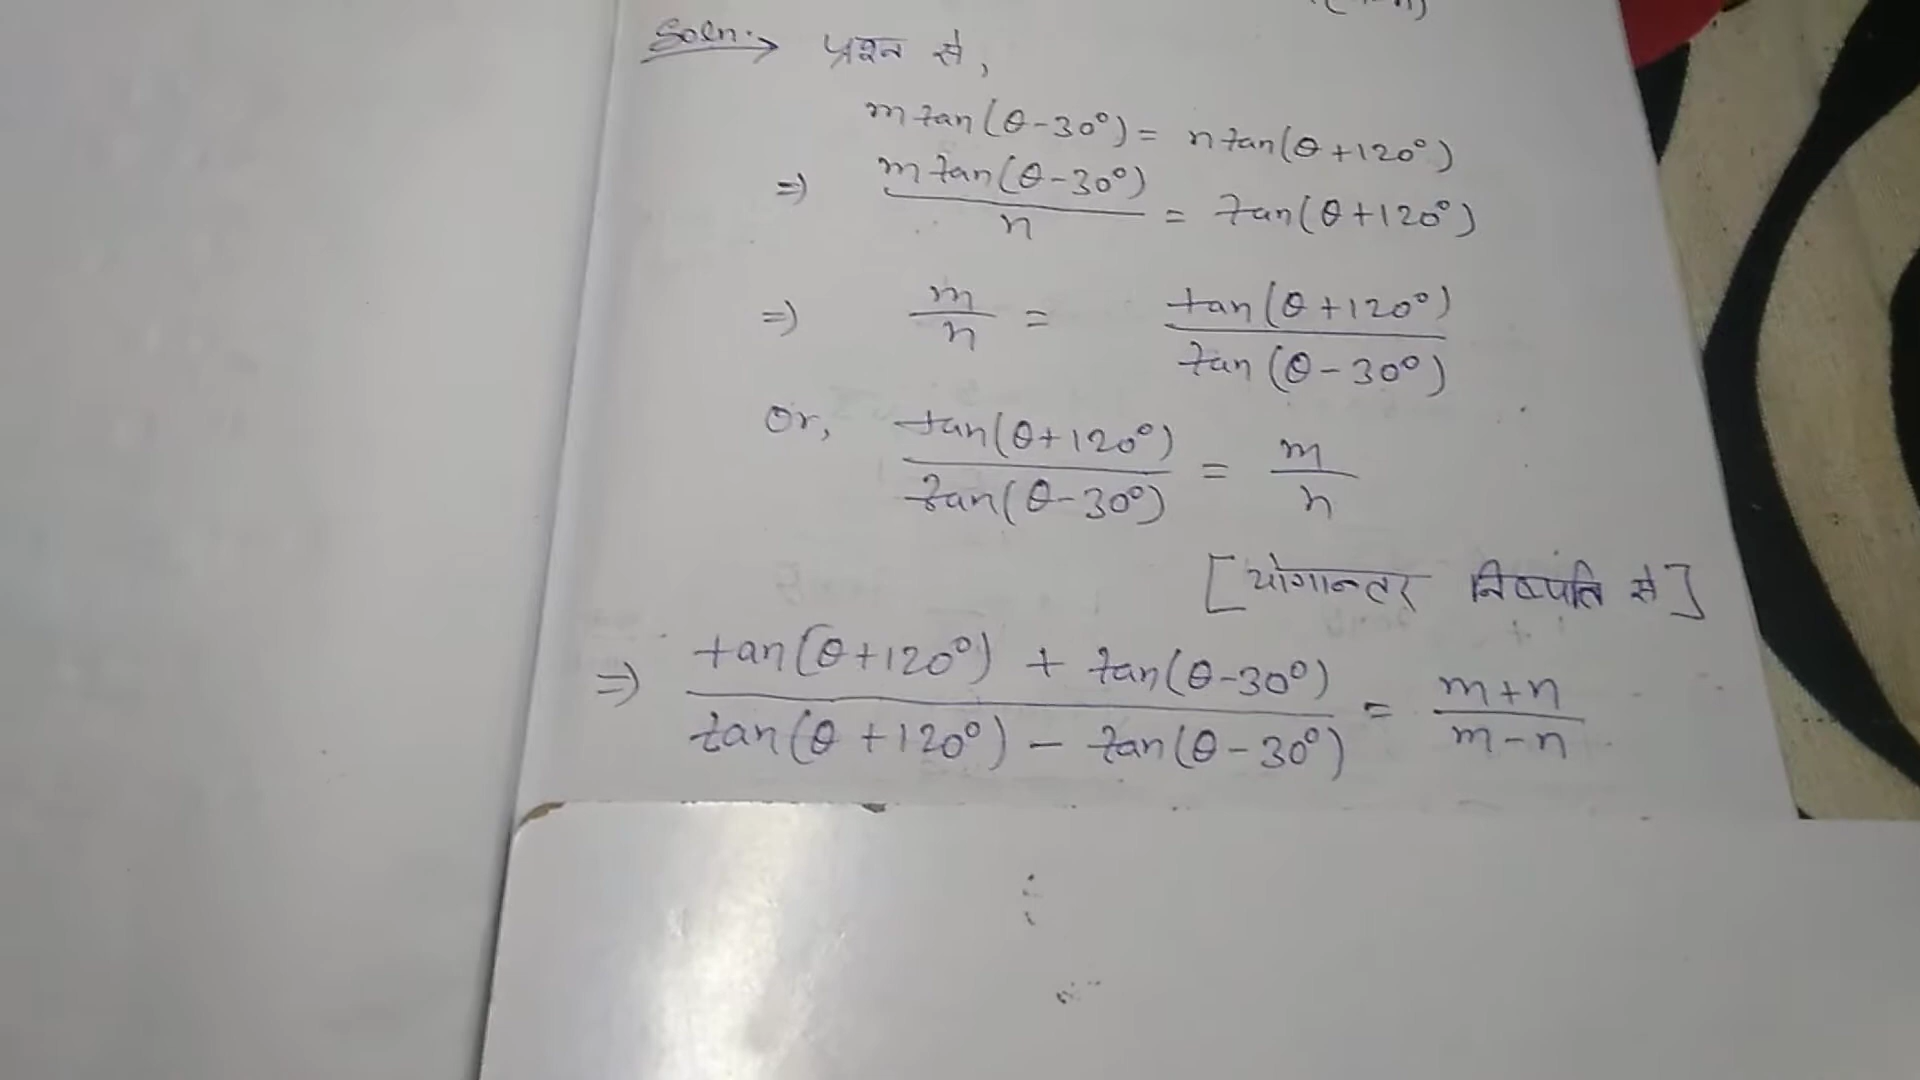 Soln:→ प्रश्न से,
m tan(θ-30°) = n tan(θ+120°)
⇒ m tan(θ-30°)/n = tan(θ+120°)
⇒ m/n = tan(θ+120°)/tan(θ-30°)
Or, tan(θ+120°)/tan(θ-30°) = m/n
[योगान्तर निष्पति से]
⇒ tan(θ+120°) + tan(θ-30°)/tan(θ+120°) - tan(θ-30°) = m+n/m-n